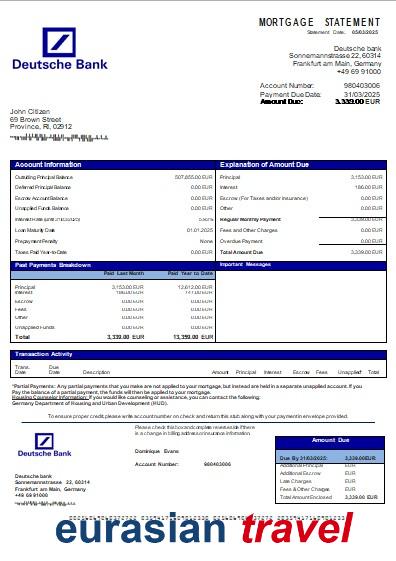 MORTGAGE STATEMENT
Statement Date. 05/03/2025
Deutsche Bank
Deutsche bank
Sonnemannstrasse 22, 60314
Frankfurt am Main, Germany
+49 69 91000
Account Number: 980403006
Payment Due Date: 31/03/2025
Amount Due: 3,339.00 EUR
John Citizen
69 Brown Street
Province, RI, 02912
Account Information
Outstanding Principal Balance 507,655.00 EUR
Deferred Principal Balance 0.00 EUR
Escrow Account Balance 0.00 EUR
Unapplied Funds Balance 0.00 EUR
Interest Rate (until 31/03/2025)
Loan Maturity Date 01.01.2025
Prepayment Penalty None
Taxes Paid Year-to-Date 0.00 EUR
Explanation of Amount Due
Principal 3,153.00 EUR
Interest 186.00 EUR
Escrow (For Taxes and/or Insurance) 0.00 EUR
Other 0.00 EUR
Regular Monthly Payment 3,339.00 EUR
Fees and Other Charges 0.00 EUR
Overdue Payment 0.00 EUR
Total Amount Due 3,339.00 EUR
Past Payments Breakdown
Paid Last Month Paid Year to Date
Principal 3,153.00 EUR 12,612.00 EUR
Interest 186.00 EUR
Escrow 0.00 EUR 0.00 EUR
Fees 0.00 EUR 0.00 EUR
Other 0.00 EUR 0.00 EUR
Unapplied Funds 0.00 EUR 0.00 EUR
Total 3,339.00 EUR 13,359.00 EUR
Important Messages
Transaction Activity
Trans. Date Due Date Description Amount Principal Interest Escrow Fees Unapplied Total
*Partial Payments: Any partial payments that you make are not applied to your mortgage, but instead are held in a separate unapplied account. If you
Pay the balance of a partial payment, the funds will then be applied to your mortgage.
Housing Counselor Information: If you would like counseling or assistance, you can contact the following:
Germany Department of Housing and Urban Development (HUD).
To ensure proper credit, please write account number on check and return this stub along with your payment in envelope provided.
Deutsche Bank
Please check this box and complete reverse side if there
is a change in billing address or insurance information.
Dominique Evans
Account Number: 980403006
Deutsche bank
Sonnemannstrasse 22, 60314
Frankfurt am Main, Germany
+49 69 91000
Amount Due
Due By 31/03/2025: 3,339.00 EUR
Additional Principal EUR
Additional Escrow EUR
Late Charges EUR
Fees & Other Charges EUR
Total Amount Enclosed 3,339.00 EUR
eurasian travel